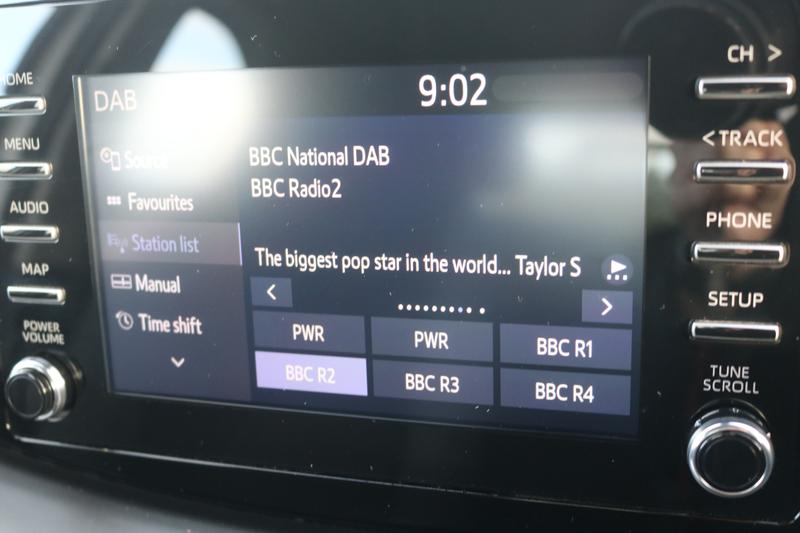 HOME
MENU
AUDIO
MAP
POWER
VOLUME
DAB
9:02
Source
Favourites
Station list
Manual
Time shift
BBC National DAB
BBC Radio2
The biggest pop star in the world... Taylor S
<
>
PWR
PWR
BBC R1
BBC R2
BBC R3
BBC R4
CH >
< TRACK
PHONE
SETUP
TUNE
SCROLL